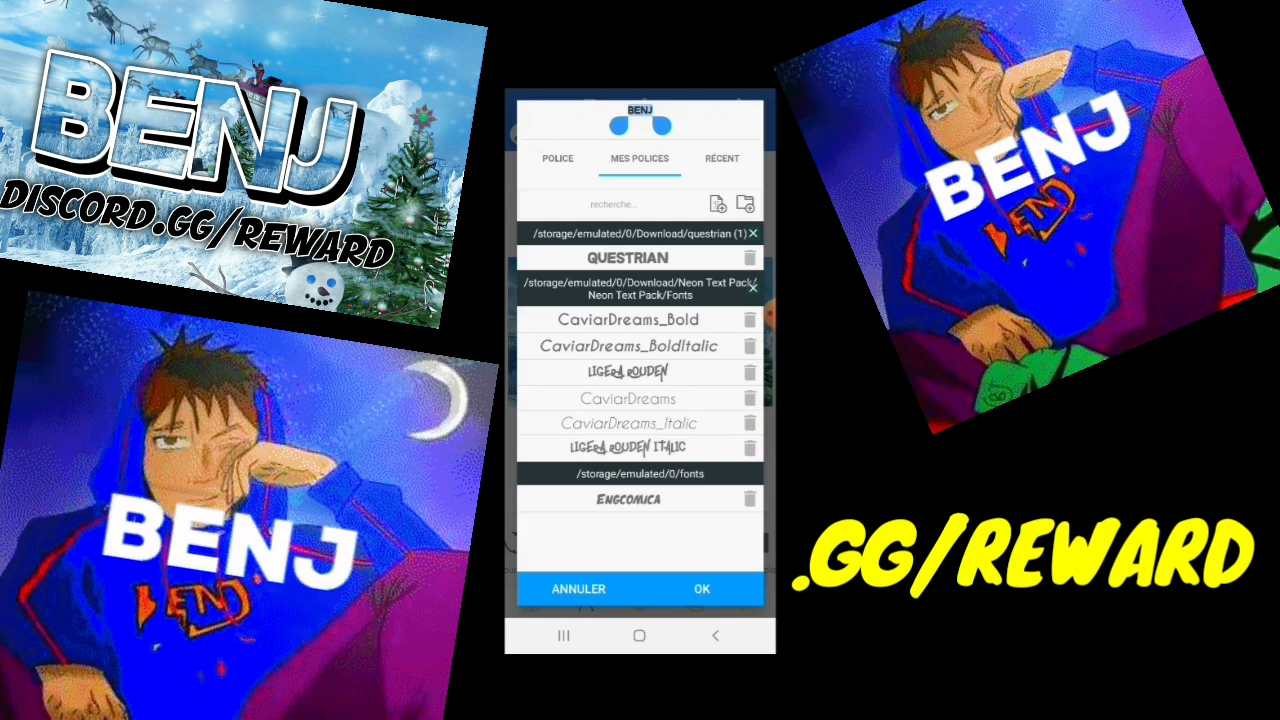 BENJ
DISCORD.GG/REWARD
BENJ
BENJ
POLICE
MES POLICES
RÉCENT
recherche...
/storage/emulated/0/Download/questrian (1)
QUESTRIAN
/storage/emulated/0/Download/Neon Text Pack/
Neon Text Pack/Fonts
CaviarDreams_Bold
CaviarDreams_BoldItalic
LIGERA ROUDEN
CaviarDreams
CaviarDreams_Italic
LIGERA ROUDEN ITALIC
/storage/emulated/0/fonts
ENGCOMICA
ANNULER
OK
BENJ
.GG/REWARD